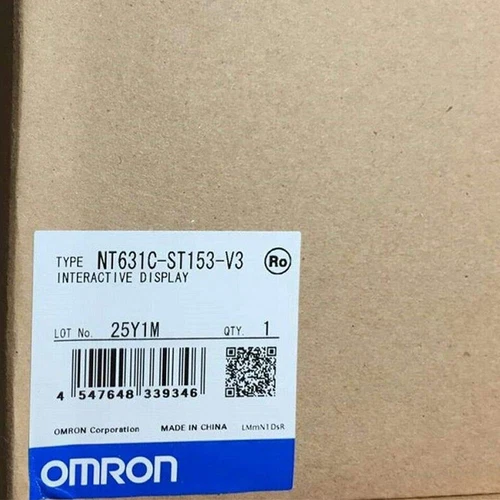 TYPE NT631C-ST153-V3 Ro
INTERACTIVE DISPLAY
LOT No. 25Y1M QTY. 1
4 547648 339346
OMRON Corporation MADE IN CHINA LMmN1DsR
OMRON